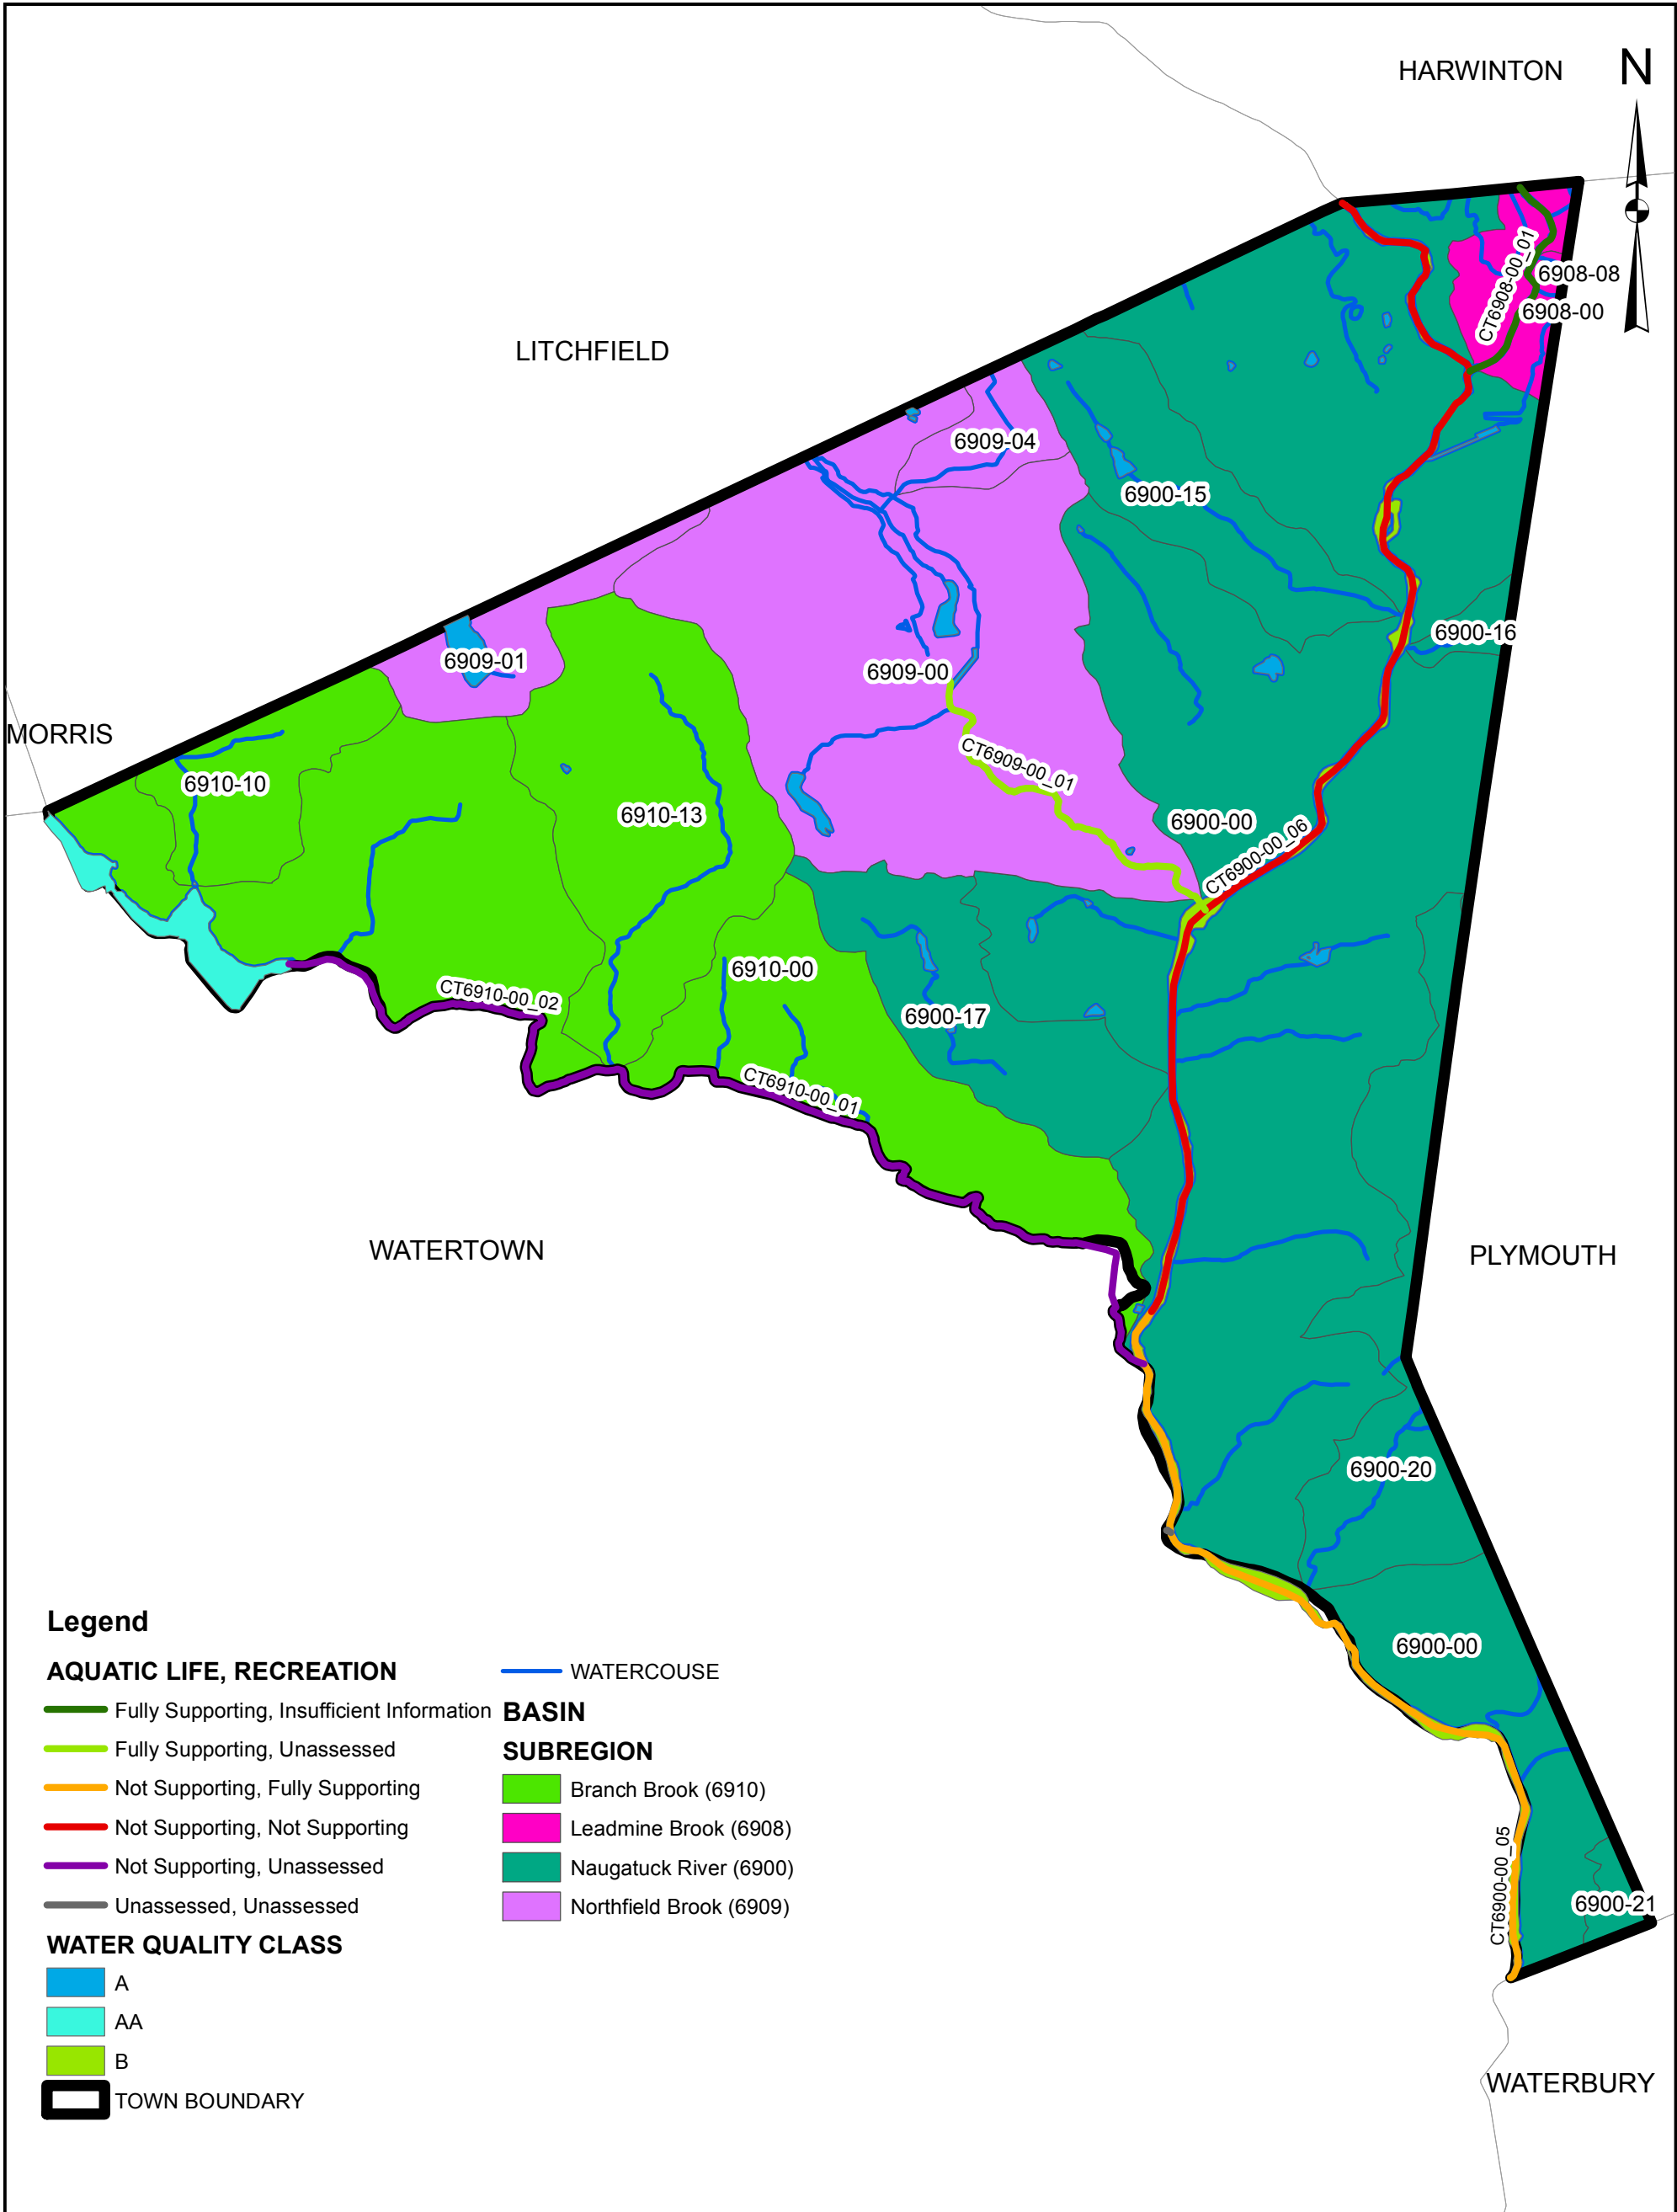 HARWINTON
N
CT6908-00_01
6908-08
6908-00
LITCHFIELD
6909-04
6900-15
6900-16
6909-01
6909-00
MORRIS
CT6909-00_01
6910-10
6910-13
6900-00
CT6900-00_06
6910-00
CT6910-00_02
6900-17
CT6910-00_01
WATERTOWN
PLYMOUTH
6900-20
6900-00
CT6900-00_05
6900-21
WATERBURY
Legend
AQUATIC LIFE, RECREATION
Fully Supporting, Insufficient Information
Fully Supporting, Unassessed
Not Supporting, Fully Supporting
Not Supporting, Not Supporting
Not Supporting, Unassessed
Unassessed, Unassessed
WATER QUALITY CLASS
A
AA
B
TOWN BOUNDARY
WATERCOUSE
BASIN
SUBREGION
Branch Brook (6910)
Leadmine Brook (6908)
Naugatuck River (6900)
Northfield Brook (6909)